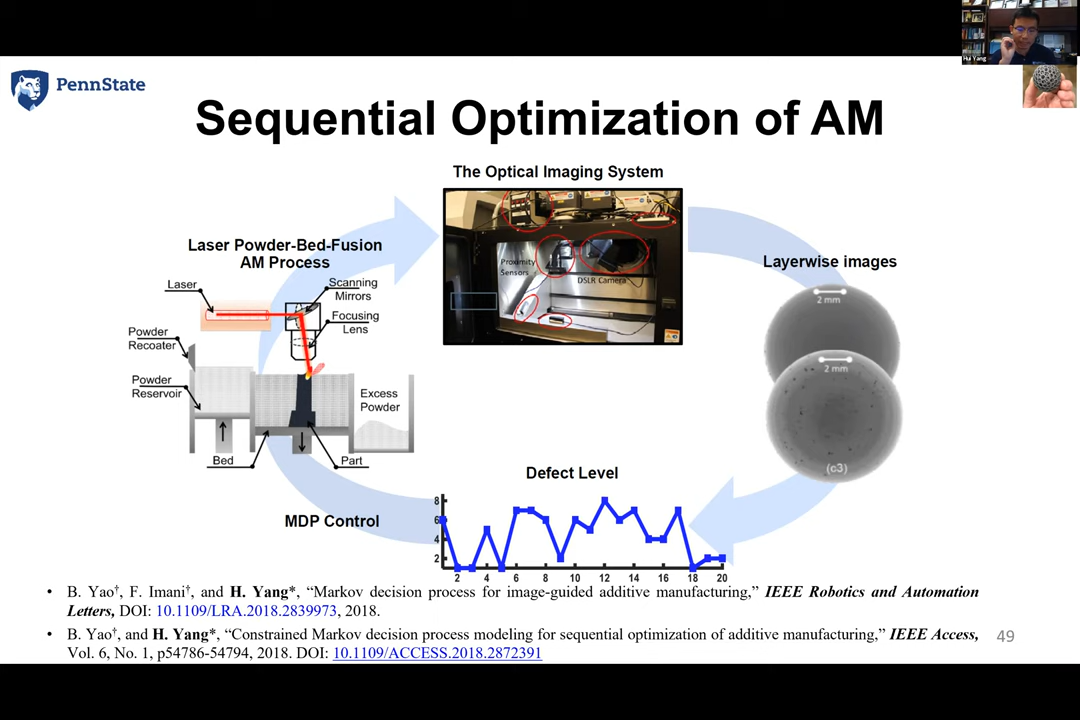 Hui Yang
PennState
Sequential Optimization of AM
The Optical Imaging System
Proximity
Sensors
DSLR Camera
Laser Powder-Bed-Fusion
AM Process
Laser
Scanning
Mirrors
Focusing
Lens
Powder
Recoater
Powder
Reservoir
Excess
Powder
Bed
Part
Layerwise images
2 mm
2 mm
(c3)
Defect Level
8
6
4
2
2 4 6 8 10 12 14 16 18 20
MDP Control
• B. Yao†, F. Imani†, and H. Yang*, “Markov decision process for image-guided additive manufacturing,” IEEE Robotics and Automation
Letters, DOI: 10.1109/LRA.2018.2839973, 2018.
• B. Yao†, and H. Yang*, “Constrained Markov decision process modeling for sequential optimization of additive manufacturing,” IEEE Access,
Vol. 6, No. 1, p54786-54794, 2018. DOI: 10.1109/ACCESS.2018.2872391
49